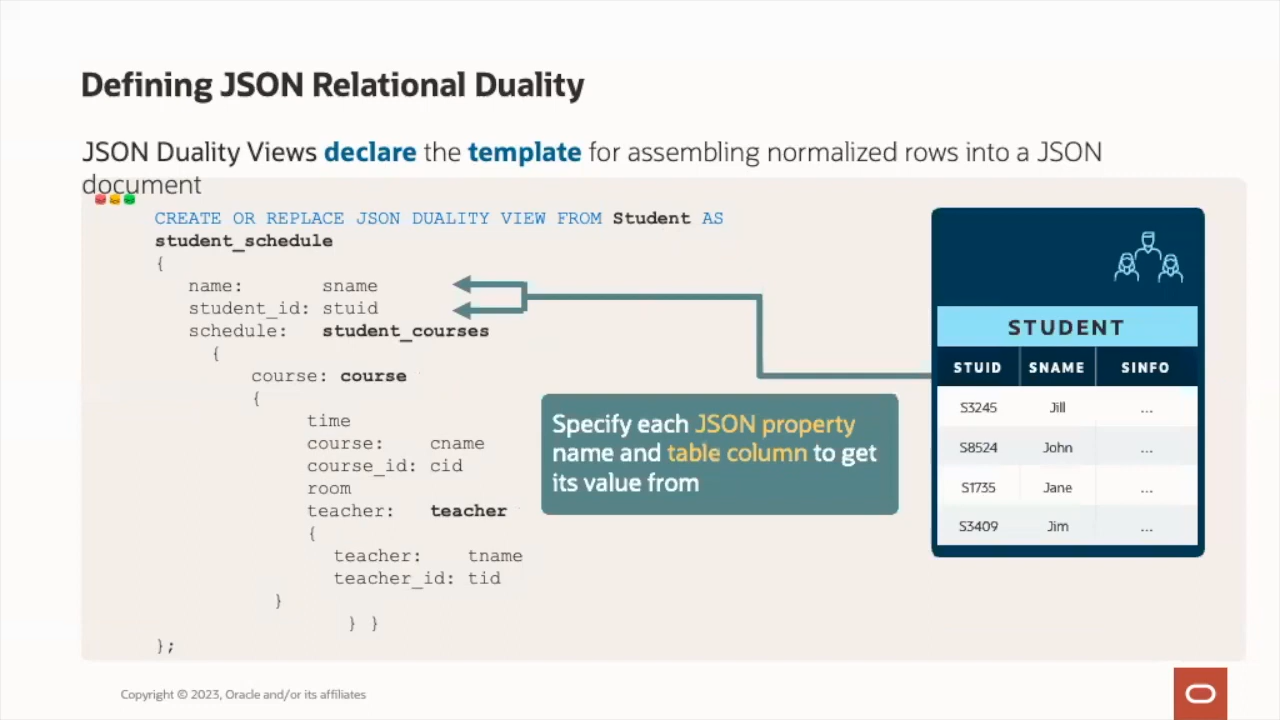 Defining JSON Relational Duality
JSON Duality Views declare the template for assembling normalized rows into a JSON
document
CREATE OR REPLACE JSON DUALITY VIEW FROM Student AS
student_schedule
{
name: sname
student_id: stuid
schedule: student_courses
{
course: course
{
time
course: cname
course_id: cid
room
teacher: teacher
{
teacher: tname
teacher_id: tid
}
} }
};
Specify each JSON property
name and table column to get
its value from
STUDENT
STUID SNAME SINFO
S3245 Jill ...
S8524 John ...
S1735 Jane ...
S3409 Jim ...
Copyright © 2023, Oracle and/or its affiliates